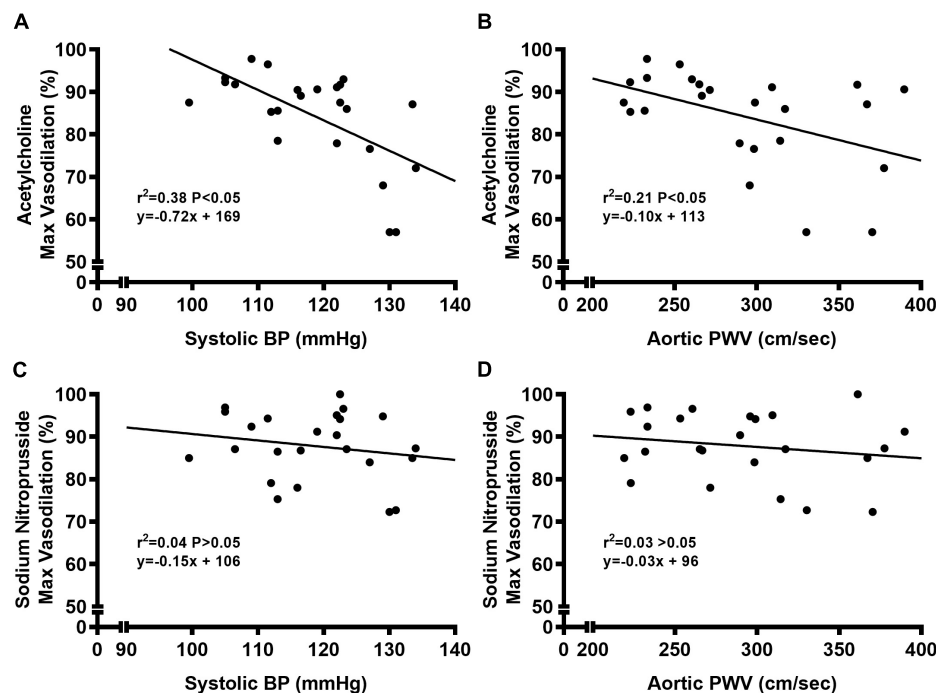 A
Acetylcholine
Max Vasodilation (%)
100
90
80
70
60
50
0
r²=0.38 P<0.05
y=-0.72x + 169
0 90 100 110 120 130 140
Systolic BP (mmHg)
B
Acetylcholine
Max Vasodilation (%)
100
90
80
70
60
50
0
r²=0.21 P<0.05
y=-0.10x + 113
0 200 250 300 350 400
Aortic PWV (cm/sec)
C
Sodium Nitroprusside
Max Vasodilation (%)
100
90
80
70
60
50
0
r²=0.04 P>0.05
y=-0.15x + 106
0 90 100 110 120 130 140
Systolic BP (mmHg)
D
Sodium Nitroprusside
Max Vasodilation (%)
100
90
80
70
60
50
0
r²=0.03 >0.05
y=-0.03x + 96
0 200 250 300 350 400
Aortic PWV (cm/sec)